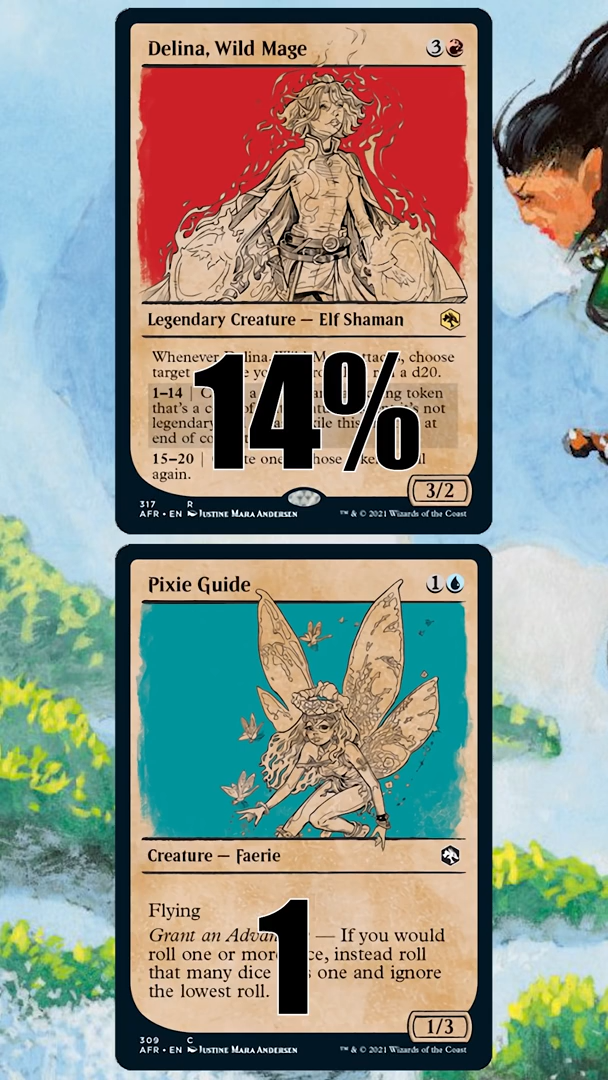 Delina, Wild Mage 3
Legendary Creature — Elf Shaman
Whenever Delina, choose
target a d20.
1–14 | token
that's a not
legendary this at
end of
15–20 |
again.
14%
3/2
317 R
AFR • EN Justine Mara Andersen ™ & © 2021 Wizards of the Coast
Pixie Guide 1
Creature — Faerie
Flying
Grant an — If you would
roll one or more, instead roll
that many dice one and ignore
the lowest roll.
1
1/3
309 C
AFR • EN Justine Mara Andersen ™ & © 2021 Wizards of the Coast